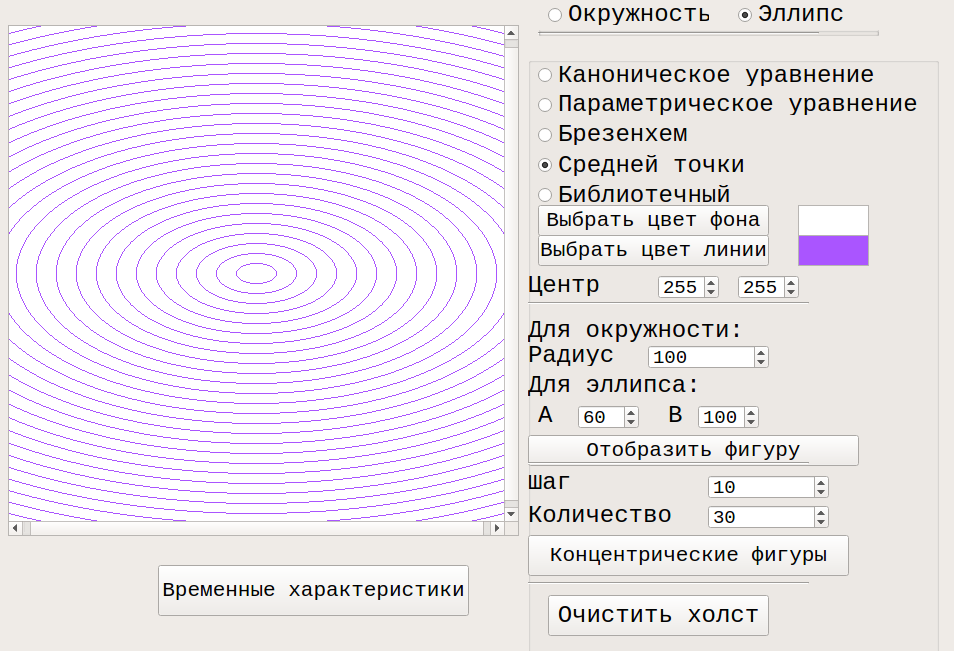 Окружность Эллипс
Каноническое уравнение
Параметрическое уравнение
Брезенхем
Средней точки
Библиотечный
Выбрать цвет фона
Выбрать цвет линии
Центр 255 255
Для окружности:
Радиус 100
Для эллипса:
A 60 B 100
Отобразить фигуру
Шаг 10
Количество 30
Концентрические фигуры
Временные характеристики
Очистить холст